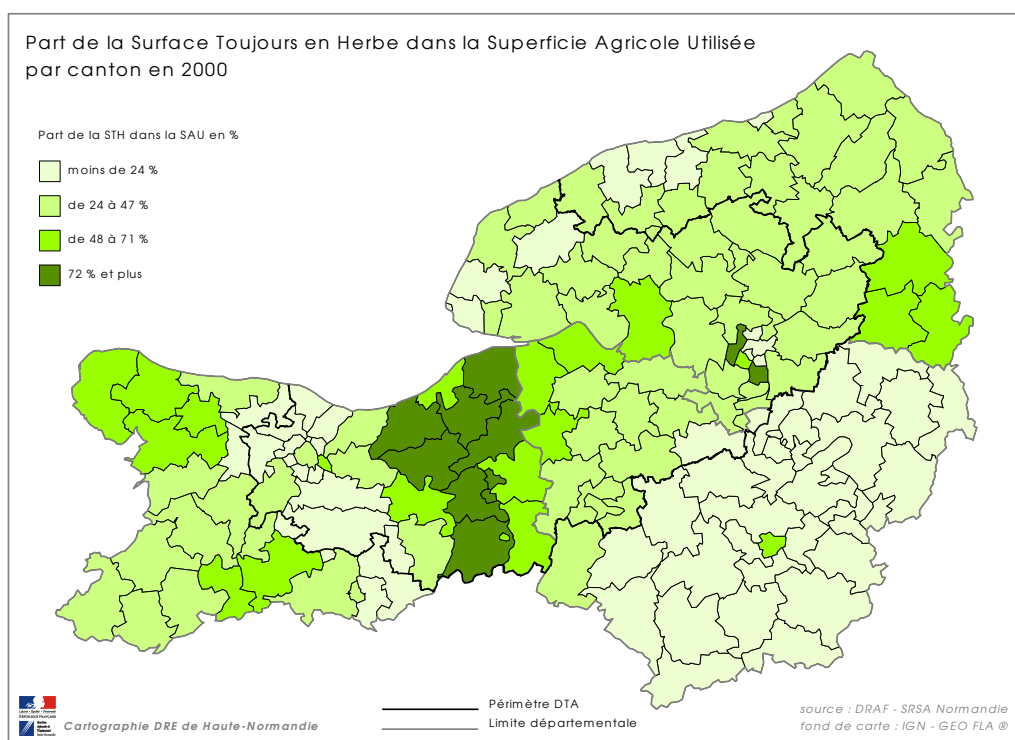 Part de la Surface Toujours en Herbe dans la Superficie Agricole Utilisée
par canton en 2000
Part de la STH dans la SAU en %
moins de 24 %
de 24 à 47 %
de 48 à 71 %
72 % et plus
Cartographie DRE de Haute-Normandie
Périmètre DTA
Limite départementale
source : DRAF - SRSA Normandie
fond de carte : IGN - GEO FLA ®